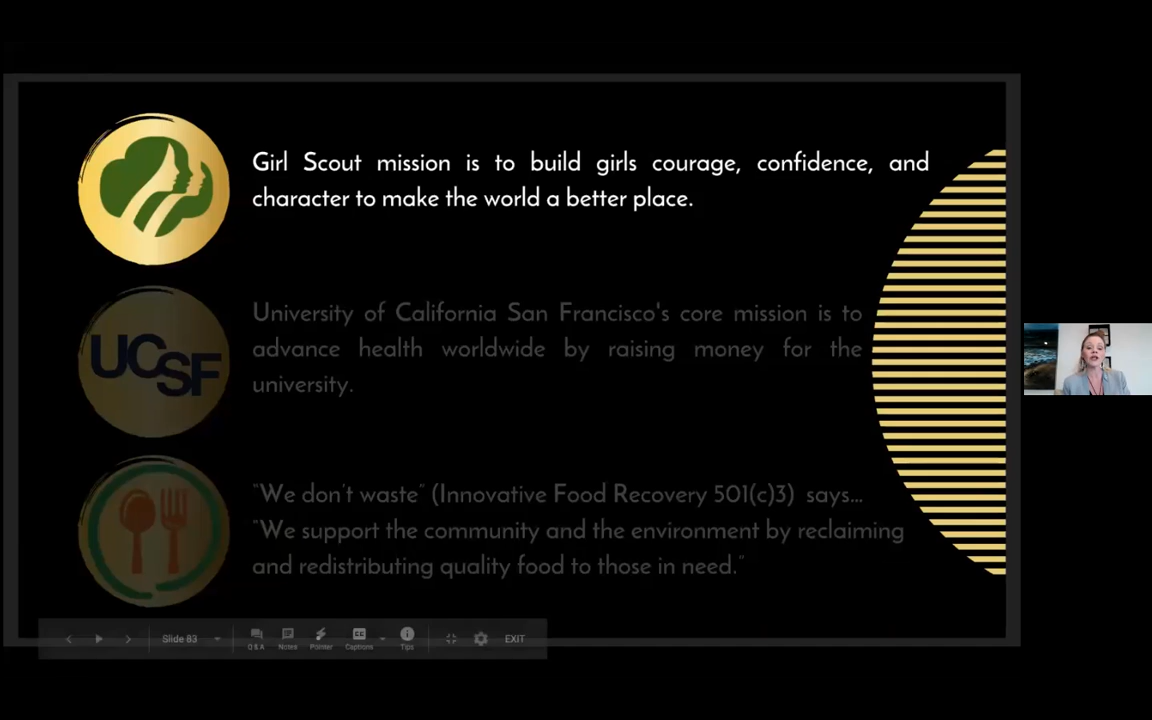 Girl Scout mission is to build girls courage, confidence, and
character to make the world a better place.
UCSF
University of California San Francisco's core mission is to
advance health worldwide by raising money for the
university.
"We don't waste" (Innovative Food Recovery 501(c)3) says...
"We support the community and the environment by reclaiming
and redistributing quality food to those in need."
Slide 83
Q & A
Notes
Pointer
CC
Captions
Tips
EXIT